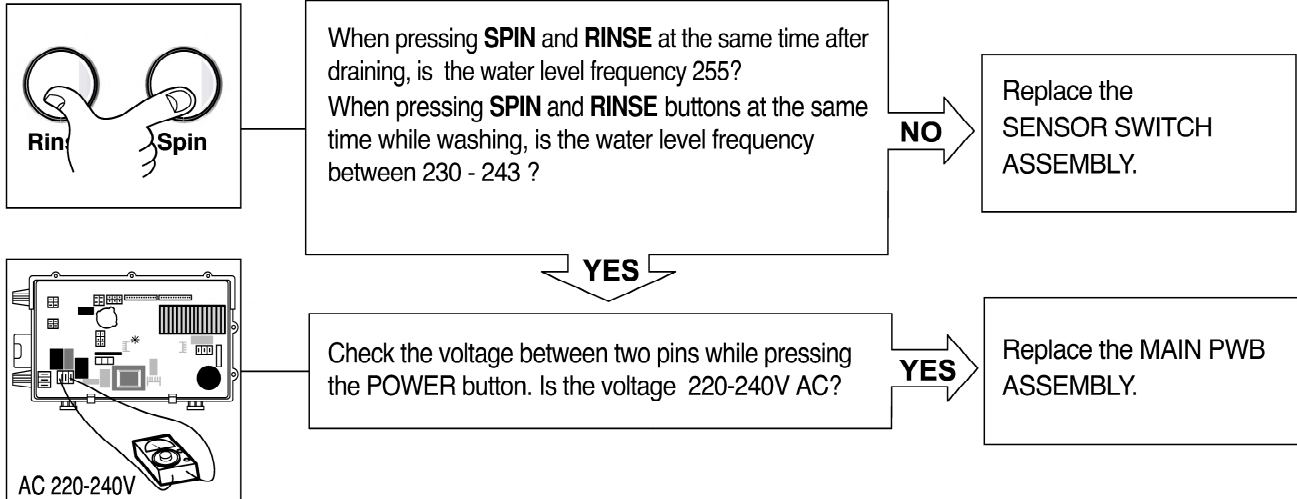 Rins Spin
When pressing SPIN and RINSE at the same time after
draining, is the water level frequency 255?
When pressing SPIN and RINSE buttons at the same
time while washing, is the water level frequency
between 230 - 243 ?
NO
Replace the
SENSOR SWITCH
ASSEMBLY.
YES
AC 220-240V
Check the voltage between two pins while pressing
the POWER button. Is the voltage 220-240V AC?
YES
Replace the MAIN PWB
ASSEMBLY.